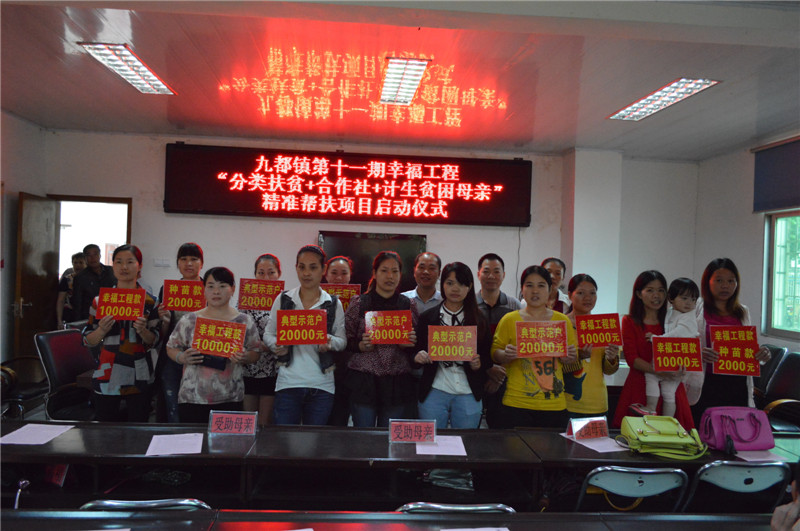 九都镇第十一期幸福工程
“分类扶贫+合作社+计生贫困母亲”
精准帮扶项目启动仪式
幸福工程款
10000元
种苗款
2000元
幸福工程款
10000元
典型示范户
20000元
典型示范户
20000元
典型示范户
20000元
典型示范户
20000元
典型示范户
20000元
幸福工程款
10000元
幸福工程款
10000元
种苗款
2000元
受助母亲
受助母亲